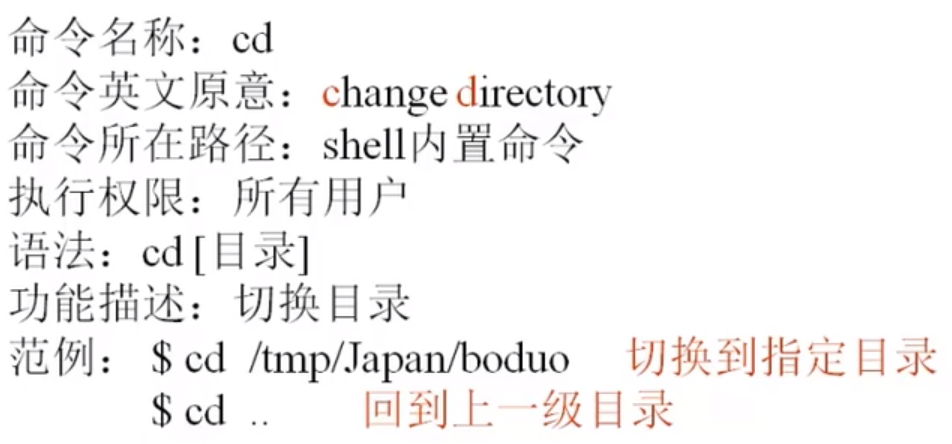 命令名称：cd
命令英文原意：change directory
命令所在路径：shell内置命令
执行权限：所有用户
语法：cd [目录]
功能描述：切换目录
范例： $ cd /tmp/Japan/boduo 切换到指定目录
$ cd .. 回到上一级目录